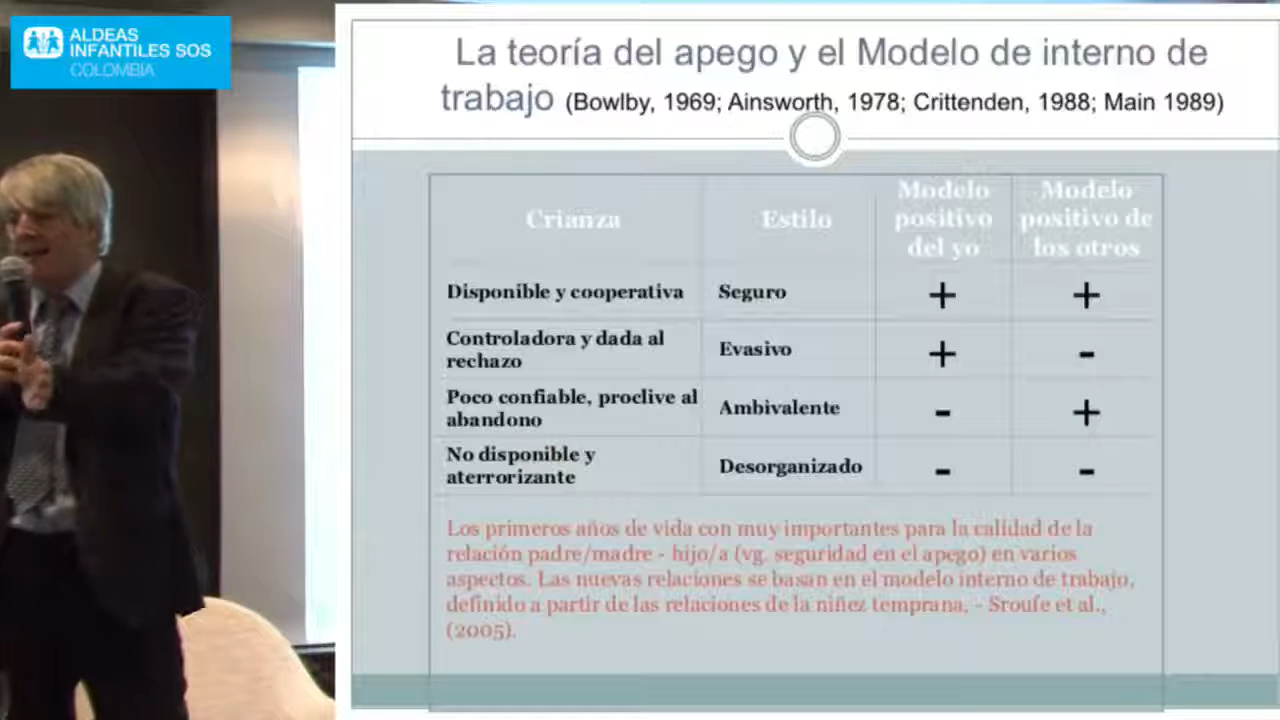 ALDEAS
INFANTILES SOS
COLOMBIA
La teoría del apego y el Modelo de interno de
trabajo (Bowlby, 1969; Ainsworth, 1978; Crittenden, 1988; Main 1989)
Crianza Estilo Modelo positivo del yo Modelo positivo de los otros
Disponible y cooperativa Seguro + +
Controladora y dada al
rechazo Evasivo + -
Poco confiable, proclive al
abandono Ambivalente - +
No disponible y
aterrorizante Desorganizado - -
Los primeros años de vida con muy importantes para la calidad de la
relación padre/madre - hijo/a (vg. seguridad en el apego) en varios
aspectos. Las nuevas relaciones se basan en el modelo interno de trabajo,
definido a partir de las relaciones de la niñez temprana, - Sroufe et al.,
(2005).